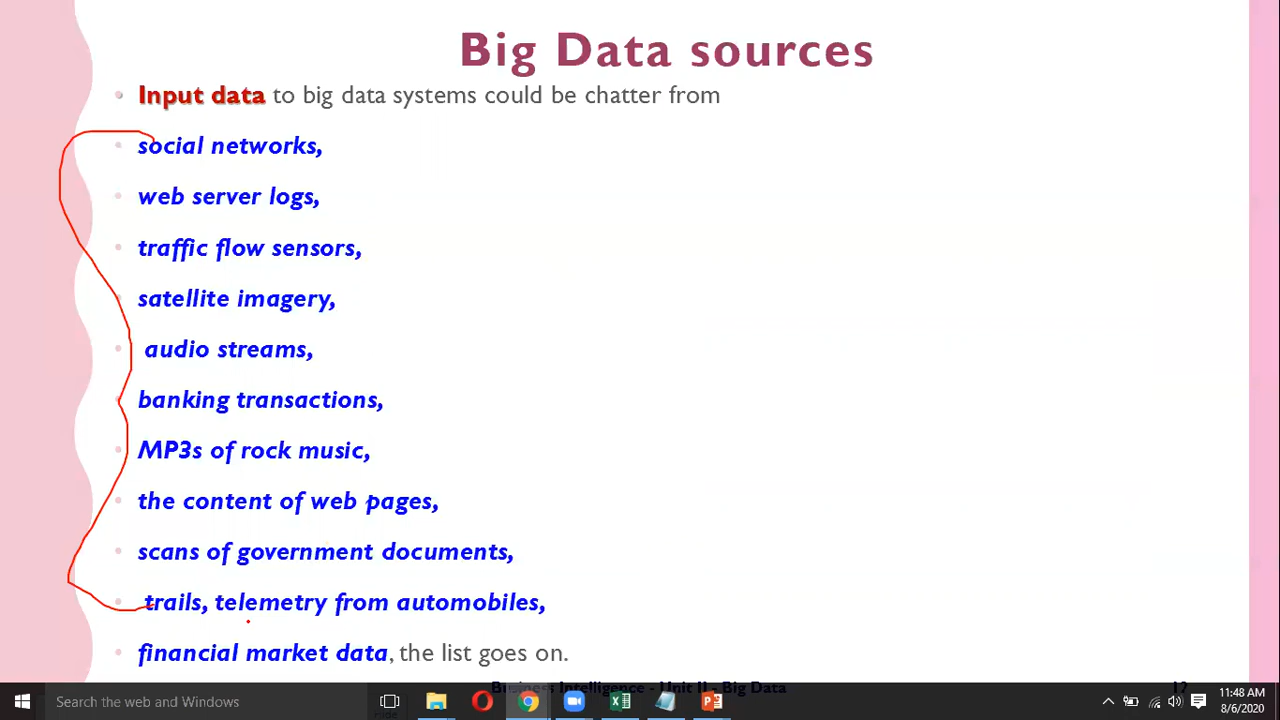 Big Data sources
• Input data to big data systems could be chatter from
• social networks,
• web server logs,
• traffic flow sensors,
• satellite imagery,
• audio streams,
• banking transactions,
• MP3s of rock music,
• the content of web pages,
• scans of government documents,
• trails, telemetry from automobiles,
• financial market data, the list goes on.
Business Intelligence - Unit II - Big Data
12
Search the web and Windows
11:48 AM
8/6/2020